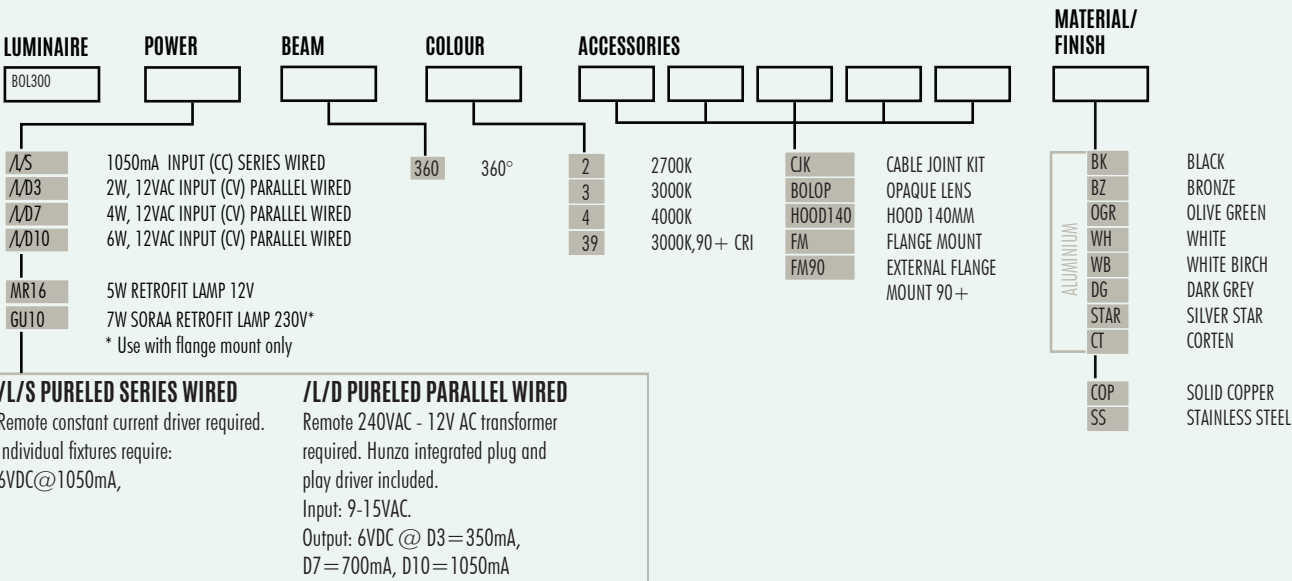 LUMINAIRE
POWER
BEAM
COLOUR
ACCESSORIES
MATERIAL/
FINISH
BOL300
/L/S 1050mA INPUT (CC) SERIES WIRED
/L/D3 2W, 12VAC INPUT (CV) PARALLEL WIRED
/L/D7 4W, 12VAC INPUT (CV) PARALLEL WIRED
/L/D10 6W, 12VAC INPUT (CV) PARALLEL WIRED
MR16 5W RETROFIT LAMP 12V
GU10 7W SORAA RETROFIT LAMP 230V*
* Use with flange mount only
360 360°
2 2700K
3 3000K
4 4000K
39 3000K,90+ CRI
CJK CABLE JOINT KIT
BOLOP OPAQUE LENS
HOOD140 HOOD 140MM
FM FLANGE MOUNT
FM90 EXTERNAL FLANGE
MOUNT 90+
ALUMINIUM
BK BLACK
BZ BRONZE
OGR OLIVE GREEN
WH WHITE
WB WHITE BIRCH
DG DARK GREY
STAR SILVER STAR
CT CORTEN
COP SOLID COPPER
SS STAINLESS STEEL
/L/S PURELED SERIES WIRED
Remote constant current driver required.
Individual fixtures require:
6VDC@1050mA,
/L/D PURELED PARALLEL WIRED
Remote 240VAC - 12V AC transformer
required. Hunza integrated plug and
play driver included.
Input: 9-15VAC.
Output: 6VDC @ D3=350mA,
D7=700mA, D10=1050mA